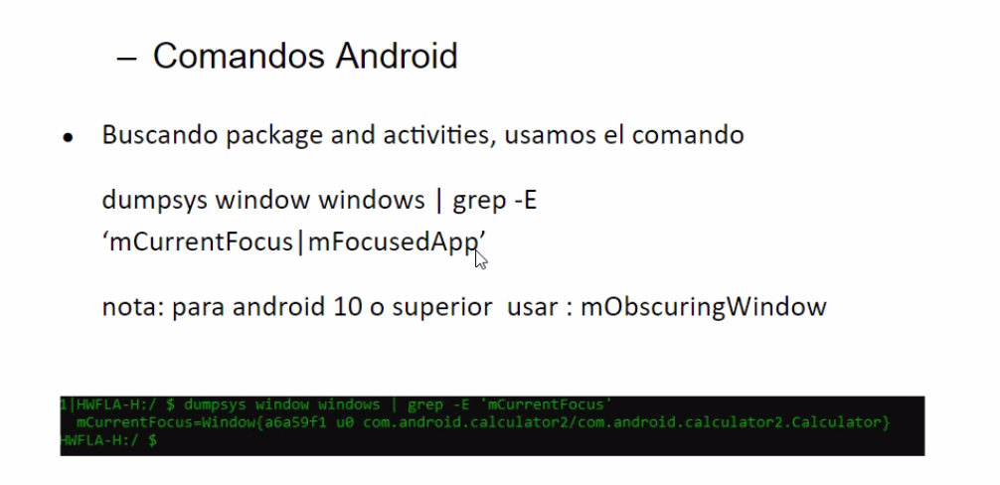 – Comandos Android
• Buscando package and activities, usamos el comando
dumpsys window windows | grep -E
‘mCurrentFocus|mFocusedApp’
nota: para android 10 o superior  usar : mObscuringWindow
1|HWFLA-H:/ $ dumpsys window windows | grep -E 'mCurrentFocus'
  mCurrentFocus=Window{a6a59f1 u0 com.android.calculator2/com.android.calculator2.Calculator}
HWFLA-H:/ $